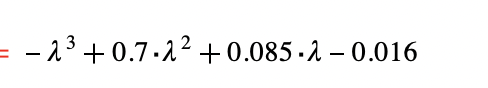 = − λ³ + 0.7·λ² + 0.085·λ − 0.016